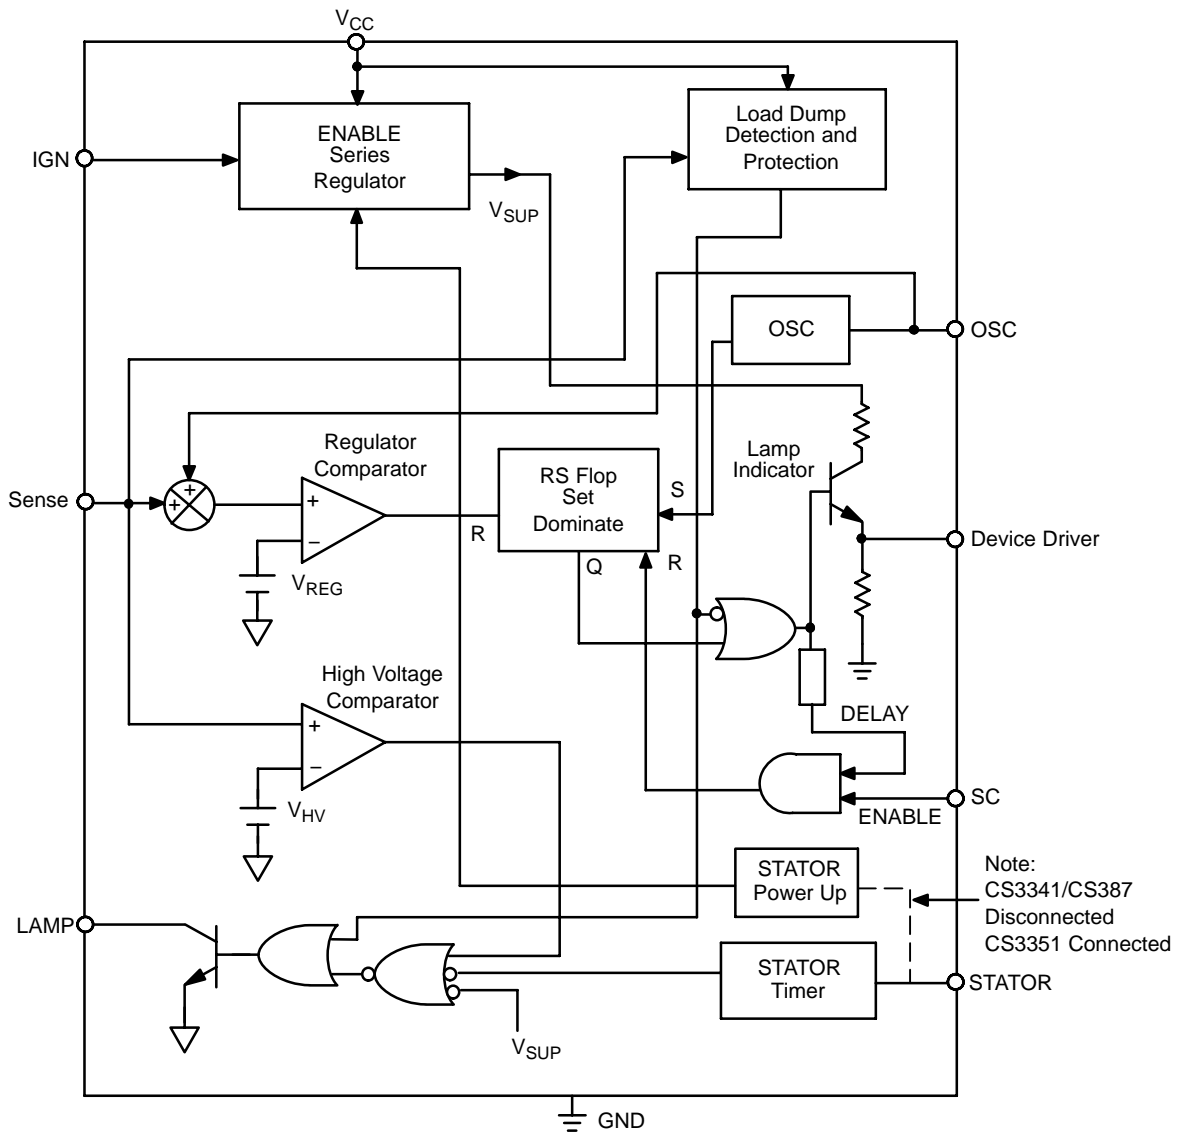 VCC
IGN
ENABLE
Series
Regulator
VSUP
Load Dump
Detection and
Protection
OSC
OSC
Sense
+
+
Regulator
Comparator
+
−
VREG
R
RS Flop
Set
Dominate
S
R
Q
Lamp
Indicator
Device Driver
High Voltage
Comparator
+
−
VHV
DELAY
SC
ENABLE
STATOR
Power Up
Note:
CS3341/CS387
Disconnected
CS3351 Connected
LAMP
STATOR
Timer
STATOR
VSUP
GND